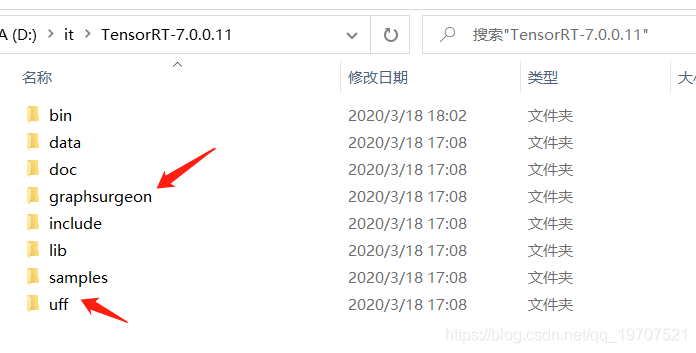 A (D:) › it › TensorRT-7.0.0.11
搜索"TensorRT-7.0.0.11"
名称 修改日期 类型 大小
bin 2020/3/18 18:02 文件夹
data 2020/3/18 17:08 文件夹
doc 2020/3/18 17:08 文件夹
graphsurgeon 2020/3/18 17:08 文件夹
include 2020/3/18 17:08 文件夹
lib 2020/3/18 17:08 文件夹
samples 2020/3/18 17:08 文件夹
uff 2020/3/18 17:08 文件夹
https://blog.csdn.net/qq_19707521